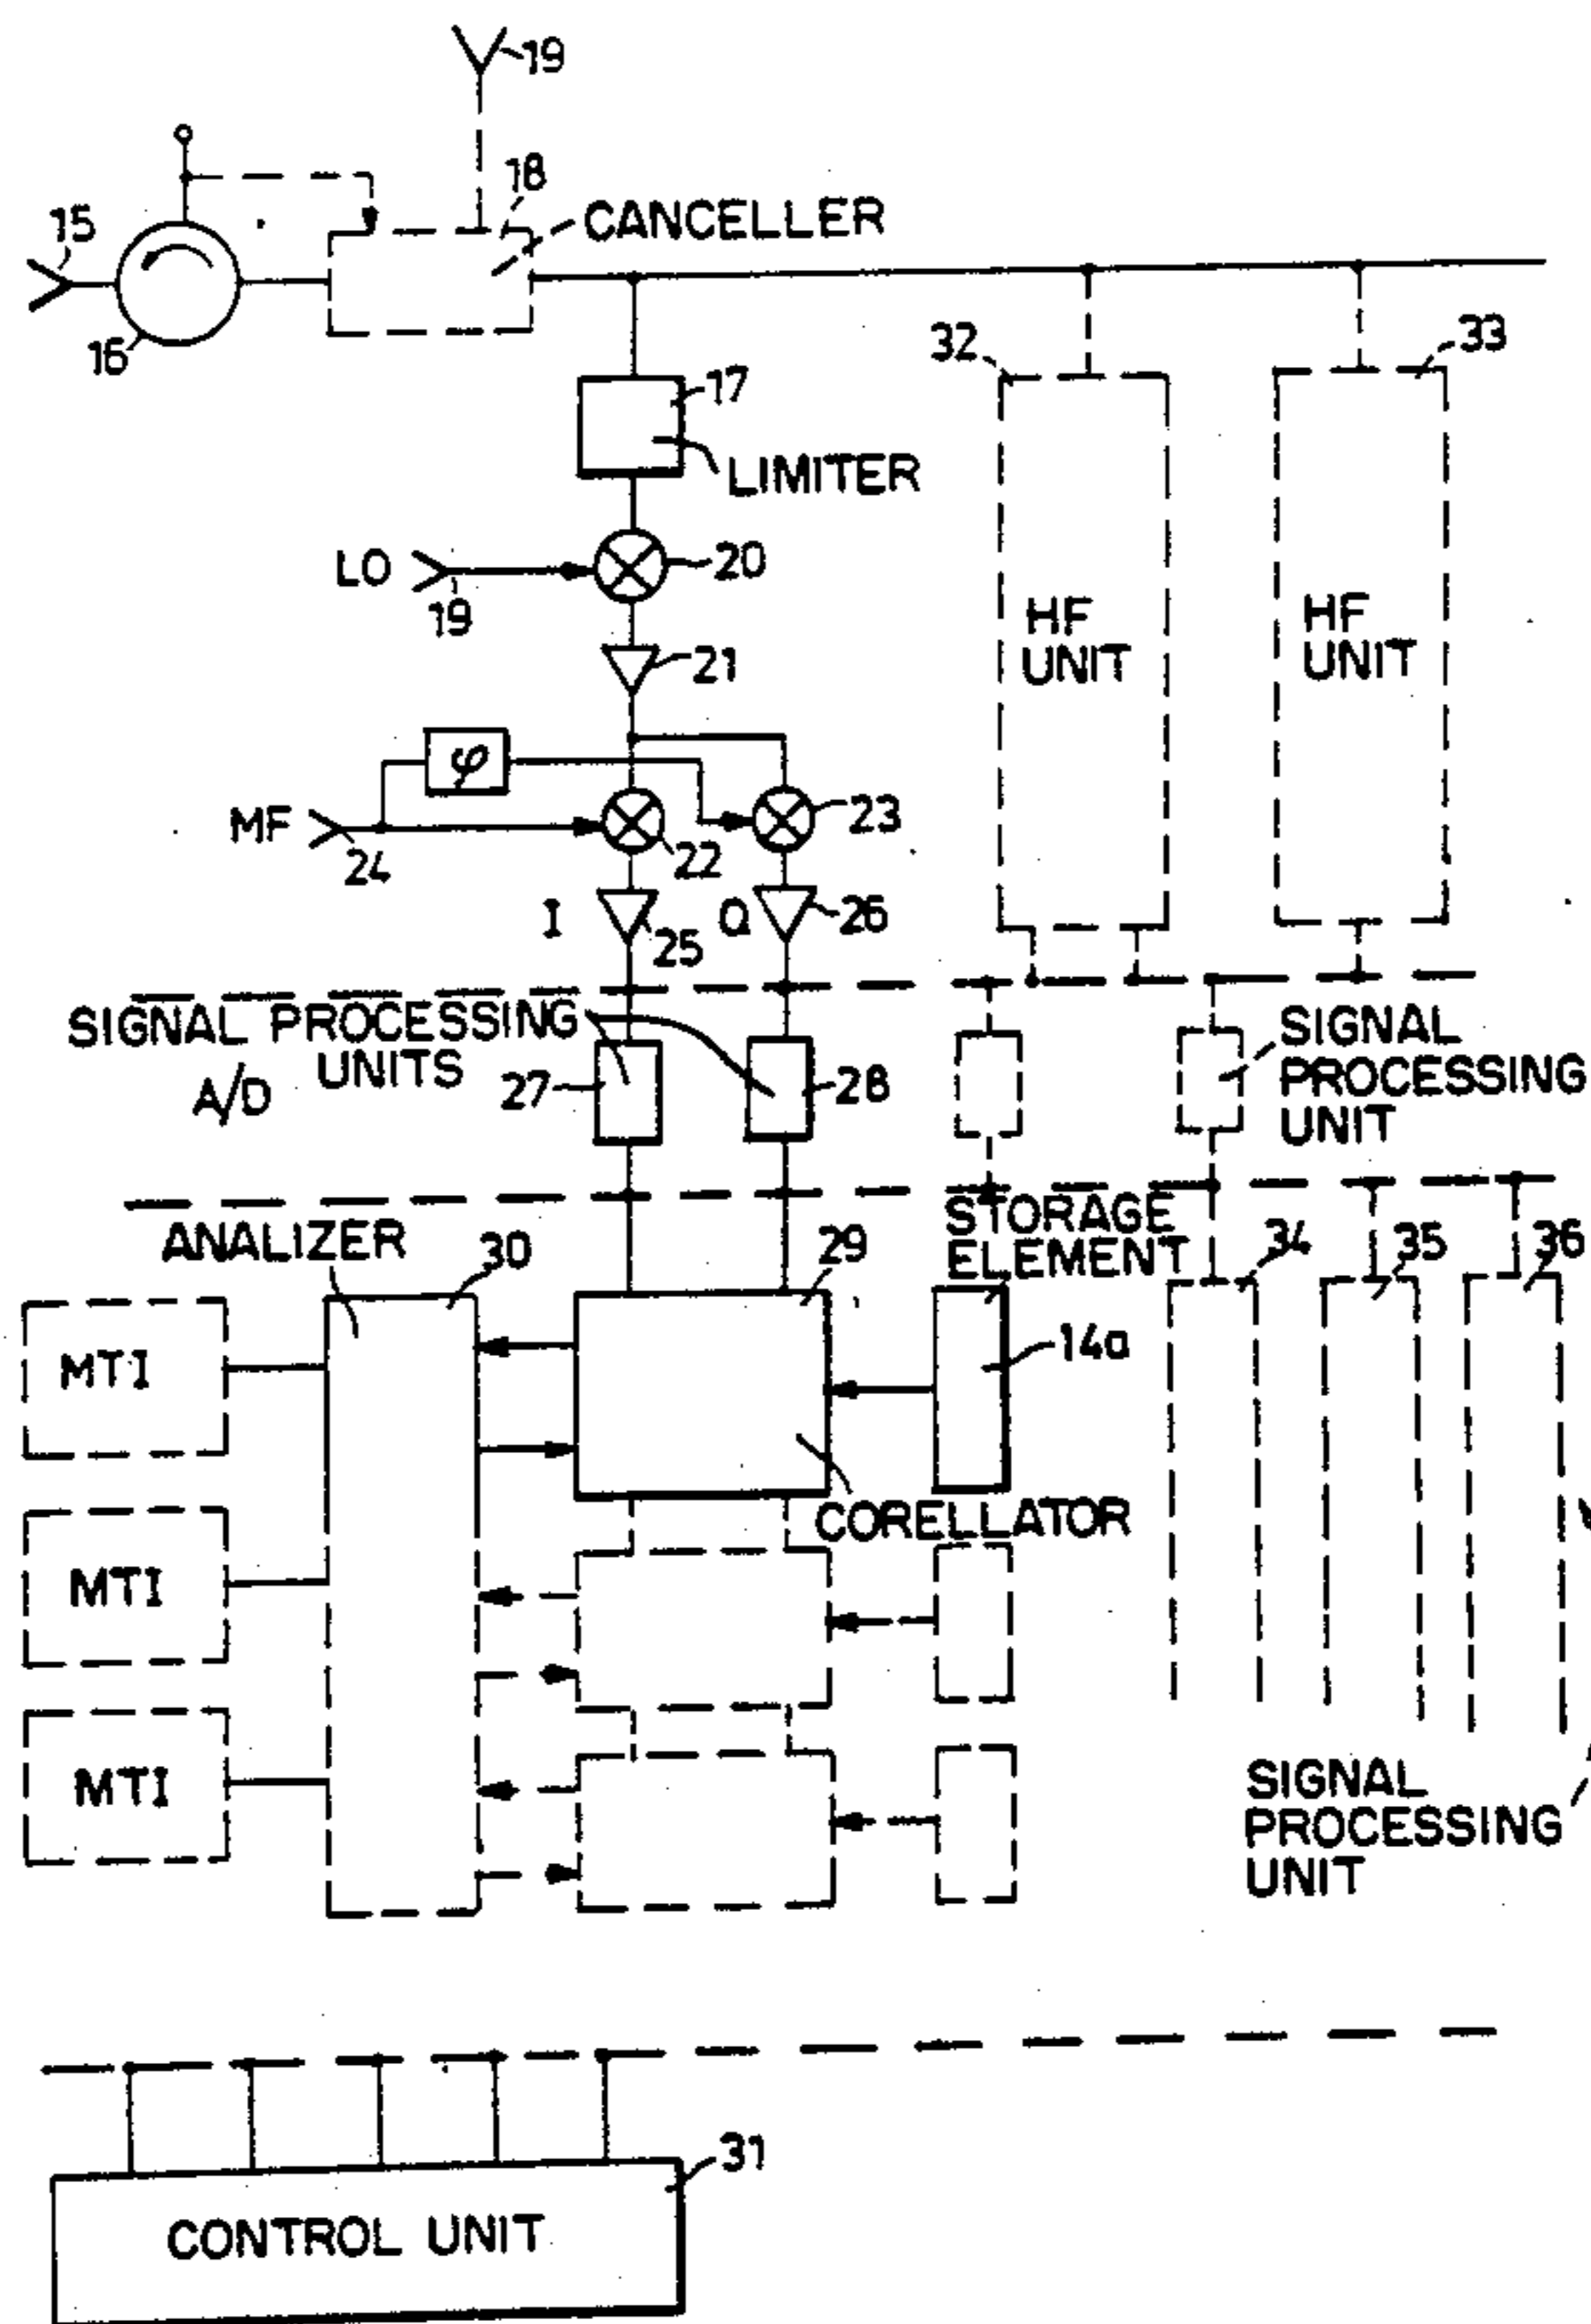 19
18
CANCELLER
15
16
32
33
17
LIMITER
LO
19
20
HF
UNIT
HF
UNIT
21
φ
MF
24
22
23
I
25
Q
26
SIGNAL PROCESSING
UNITS
A/D
27
28
SIGNAL
PROCESSING
UNIT
ANALIZER
30
29
STORAGE
ELEMENT
34
35
36
MTI
14a
CORELLATOR
MTI
MTI
SIGNAL
PROCESSING
UNIT
31
CONTROL UNIT